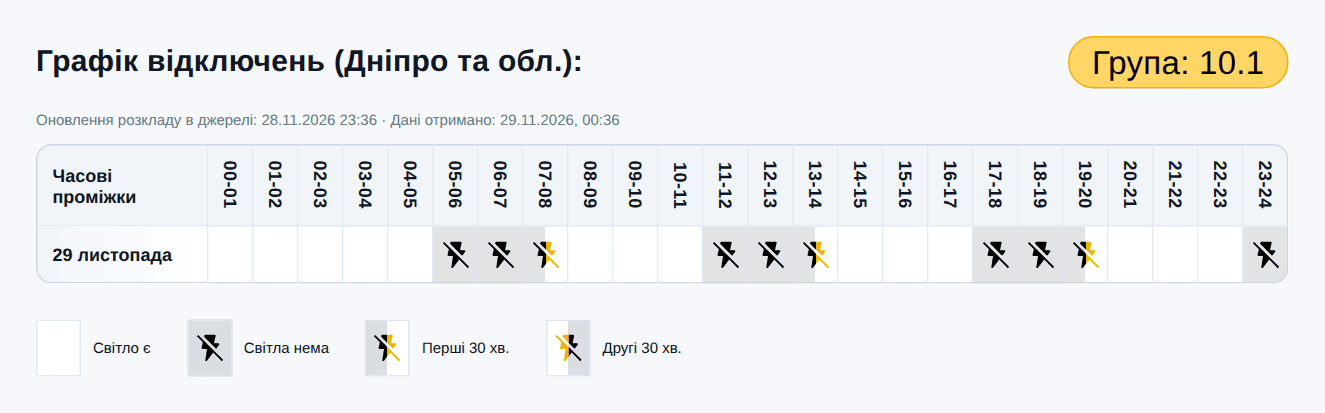 Графік відключень (Дніпро та обл.):
Група: 10.1
Оновлення розкладу в джерелі: 28.11.2026 23:36 · Дані отримано: 29.11.2026, 00:36
Часові
проміжки
00-01
01-02
02-03
03-04
04-05
05-06
06-07
07-08
08-09
09-10
10-11
11-12
12-13
13-14
14-15
15-16
16-17
17-18
18-19
19-20
20-21
21-22
22-23
23-24
29 листопада
Світло є
Світла нема
Перші 30 хв.
Другі 30 хв.